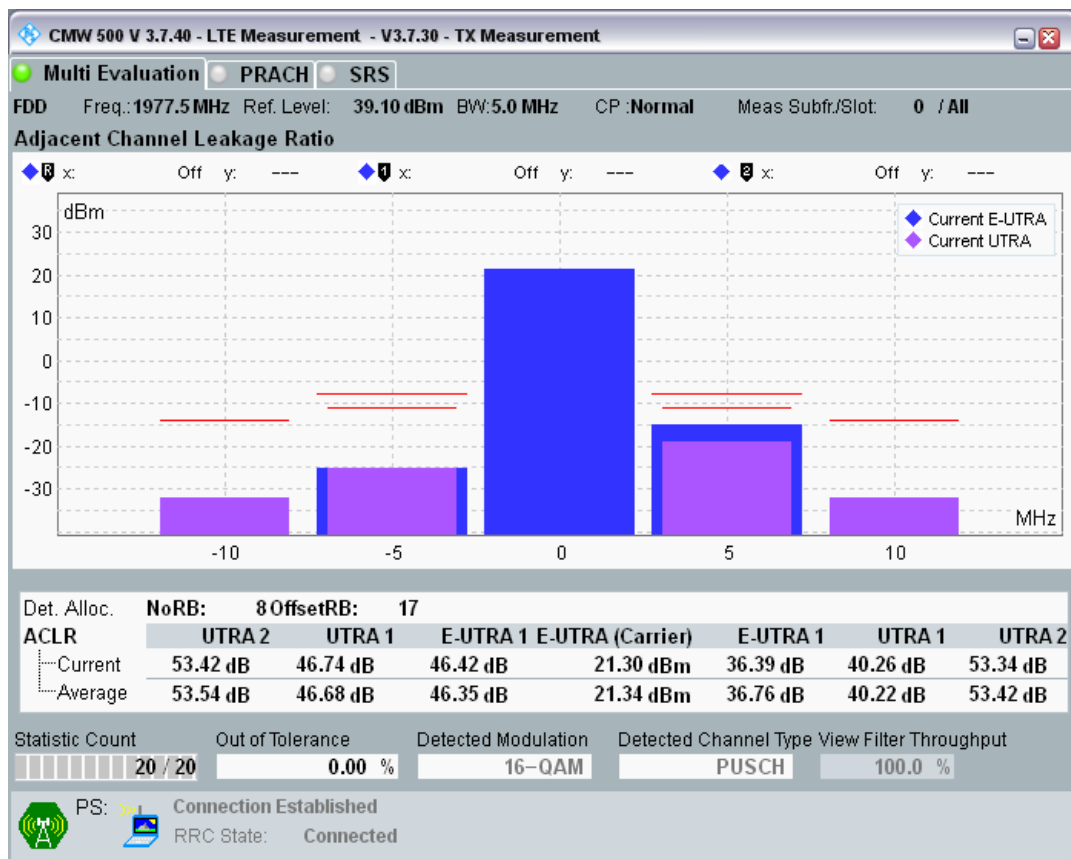 CMW 500 V 3.7.40 - LTE Measurement - V3.7.30 - TX Measurement
Multi Evaluation PRACH SRS
FDD Freq.:1977.5 MHz Ref. Level: 39.10 dBm BW:5.0 MHz CP :Normal Meas Subfr./Slot: 0 / All
Adjacent Channel Leakage Ratio
R x: Off y: --- 1 x: Off y: --- 2 x: Off y: ---
dBm
Current E-UTRA
Current UTRA
30
20
10
0
-10
-20
-30
MHz
-10 -5 0 5 10
Det. Alloc. NoRB: 8 OffsetRB: 17
ACLR UTRA 2 UTRA 1 E-UTRA 1 E-UTRA (Carrier) E-UTRA 1 UTRA 1 UTRA 2
Current 53.42 dB 46.74 dB 46.42 dB 21.30 dBm 36.39 dB 40.26 dB 53.34 dB
Average 53.54 dB 46.68 dB 46.35 dB 21.34 dBm 36.76 dB 40.22 dB 53.42 dB
Statistic Count Out of Tolerance Detected Modulation Detected Channel Type View Filter Throughput
20 / 20 0.00 % 16-QAM PUSCH 100.0 %
PS: Connection Established
RRC State: Connected